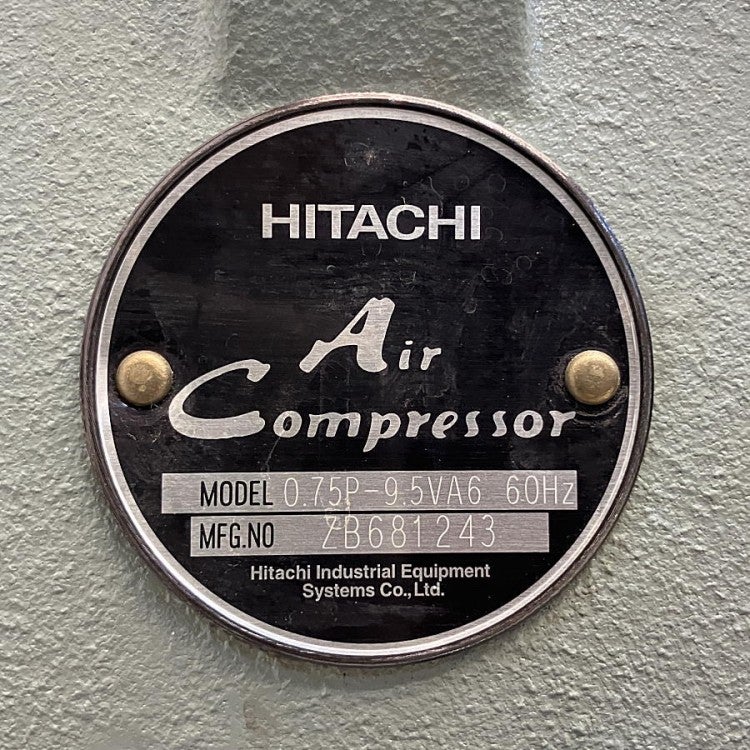 HITACHI
Air
Compressor
MODEL 0.75P-9.5VA6 60Hz
MFG.NO ZB681243
Hitachi Industrial Equipment
Systems Co.,Ltd.